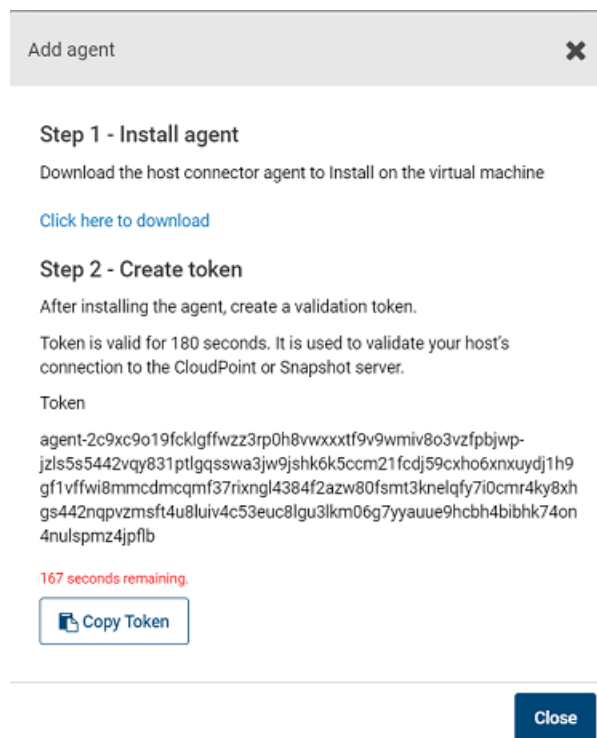 Add agent
Step 1 - Install agent
Download the host connector agent to Install on the virtual machine
Click here to download
Step 2 - Create token
After installing the agent, create a validation token.
Token is valid for 180 seconds. It is used to validate your host's
connection to the CloudPoint or Snapshot server.
Token
agent-2c9xc9o19fcklgffwzz3rp0h8vwxxxtf9v9wmiv8o3vzfpbjwp-
jzls5s5442vqy831ptlgqsswa3jw9jshk6k5ccm21fcdj59cxho6xnxuydj1h9
gf1vffwi8mmcdmcqmf37rixngl4384f2azw80fsmt3knelqfy7i0cmr4ky8xh
gs442nqpvzmsft4u8luiv4c53euc8lgu3lkm06g7yyauue9hcbh4bibhk74on
4nulspmz4jpflb
167 seconds remaining.
Copy Token
Close